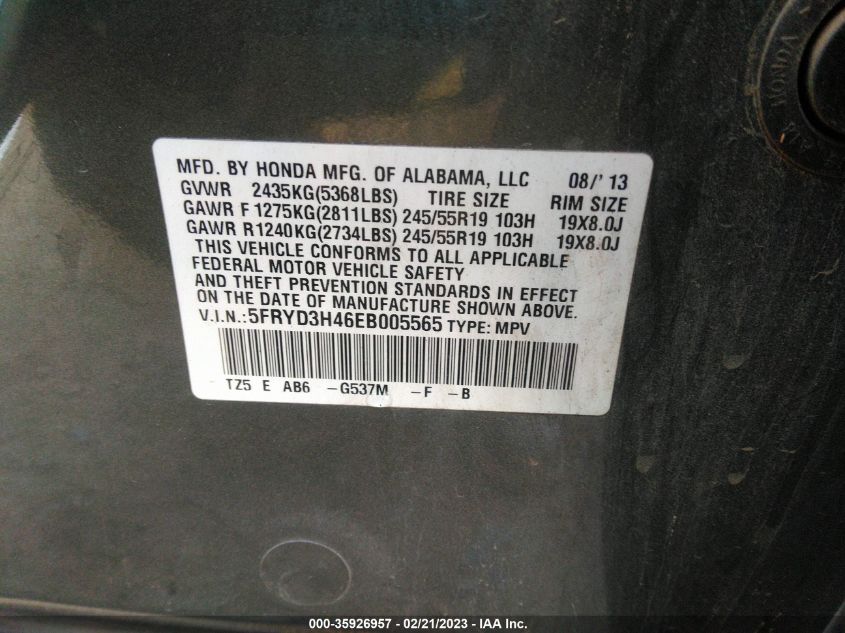 HONDA
MFD. BY HONDA MFG. OF ALABAMA, LLC 08/'13
GVWR 2435KG(5368LBS) TIRE SIZE RIM SIZE
GAWR F 1275KG(2811LBS) 245/55R19 103H 19X8.0J
GAWR R1240KG(2734LBS) 245/55R19 103H 19X8.0J
THIS VEHICLE CONFORMS TO ALL APPLICABLE
FEDERAL MOTOR VEHICLE SAFETY
AND THEFT PREVENTION STANDARDS IN EFFECT
ON THE DATE OF MANUFACTURE SHOWN ABOVE.
V.I.N.:5FRYD3H46EB005565 TYPE: MPV
TZ5 E AB6 -G537M -F -B
000-35926957 - 02/21/2023 - IAA Inc.